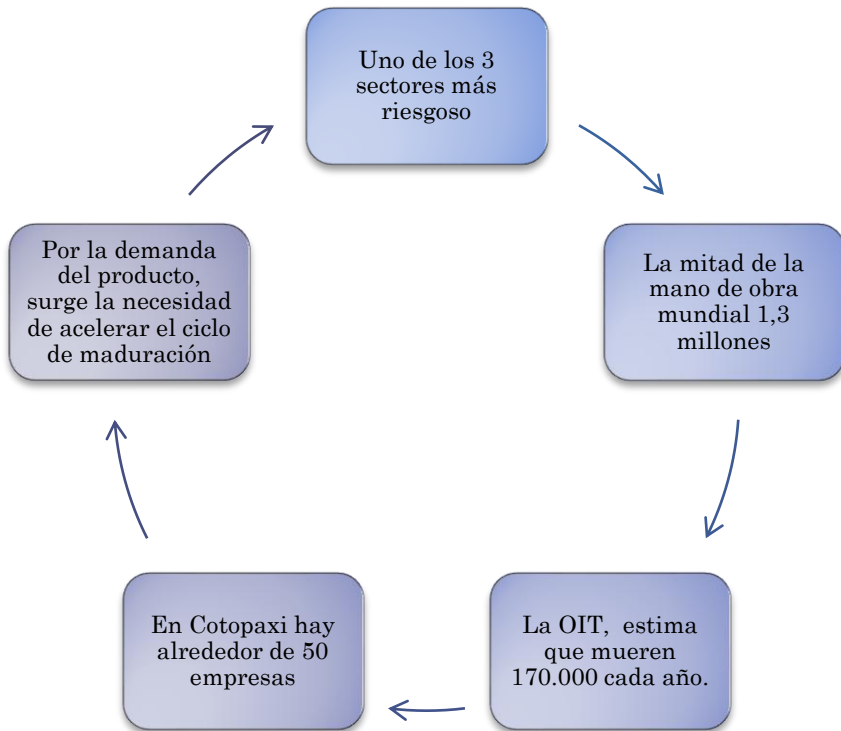 Uno de los 3
sectores más
riesgoso
La mitad de la
mano de obra
mundial 1,3
millones
La OIT, estima
que mueren
170.000 cada año.
En Cotopaxi hay
alrededor de 50
empresas
Por la demanda
del producto,
surge la necesidad
de acelerar el ciclo
de maduración